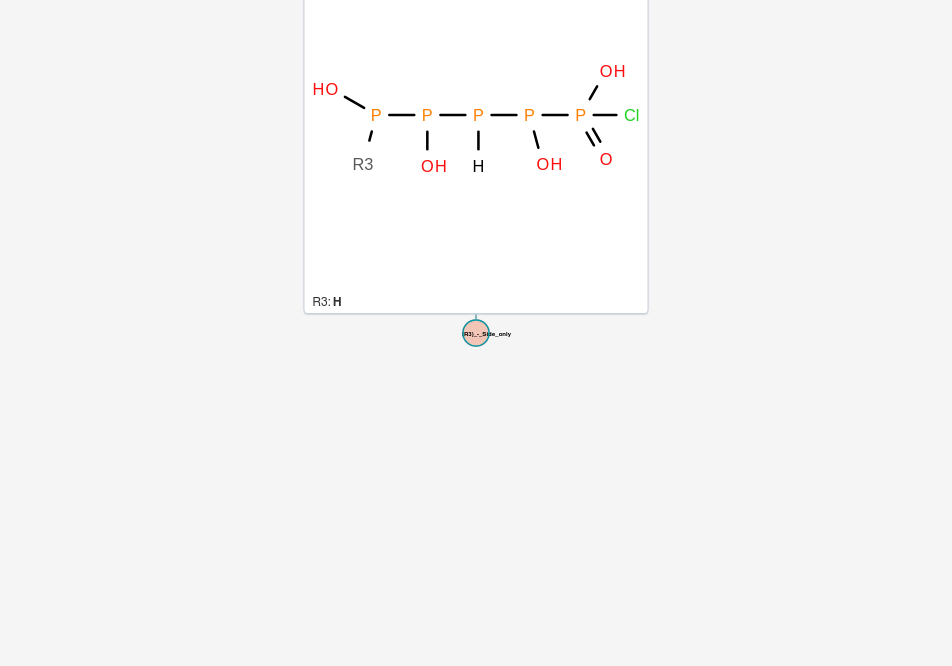 OH
HO
P P P P P Cl
R3 OH H OH O
R3: H
R3)_-_Side_only